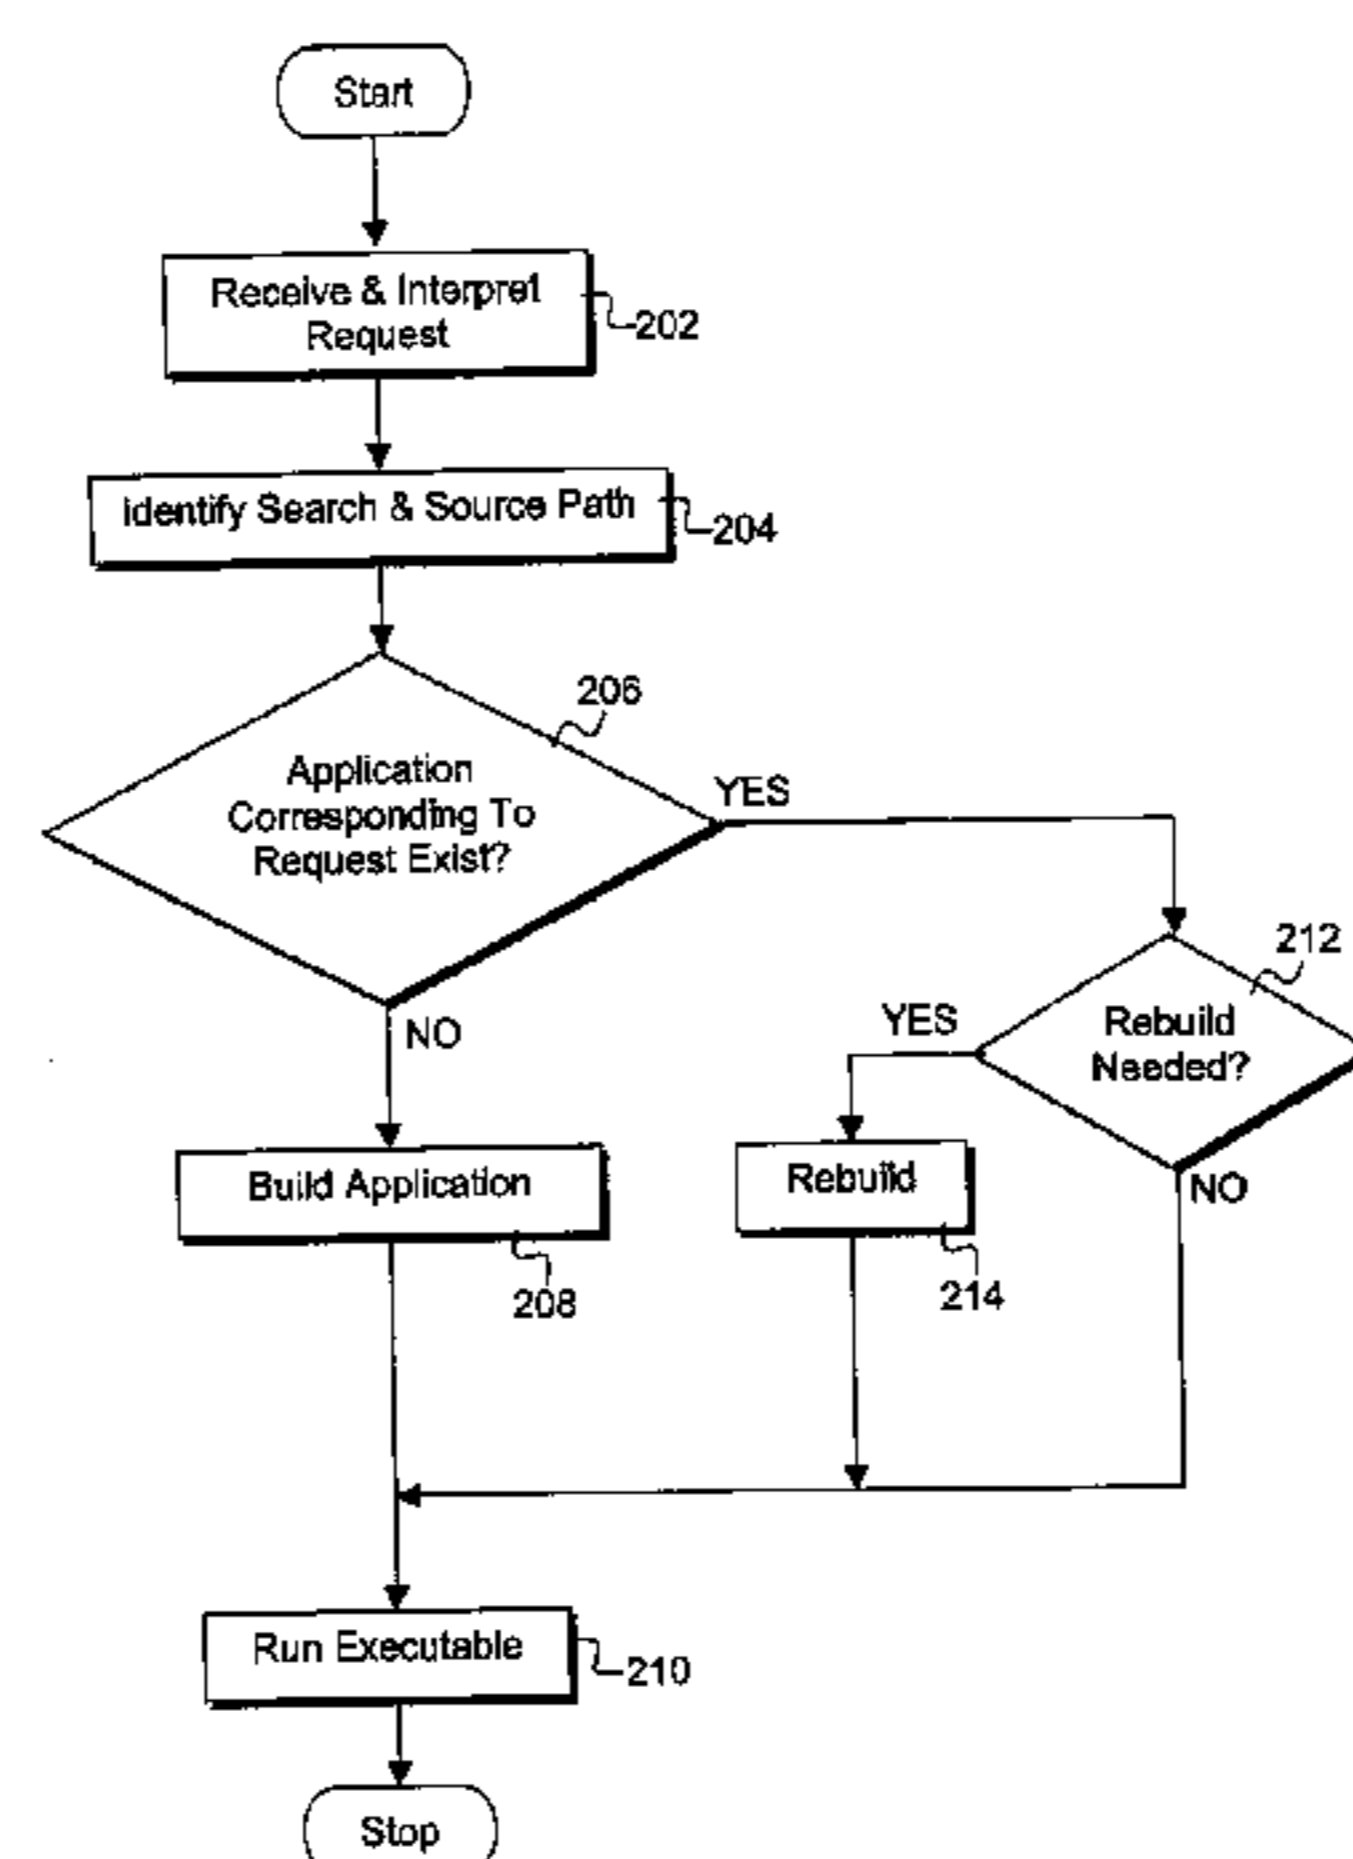 Start
Receive & Interpret
Request
202
Identify Search & Source Path
204
206
Application
Corresponding To
Request Exist?
YES
NO
212
Rebuild
Needed?
YES
NO
Build Application
208
Rebuild
214
Run Executable
210
Stop